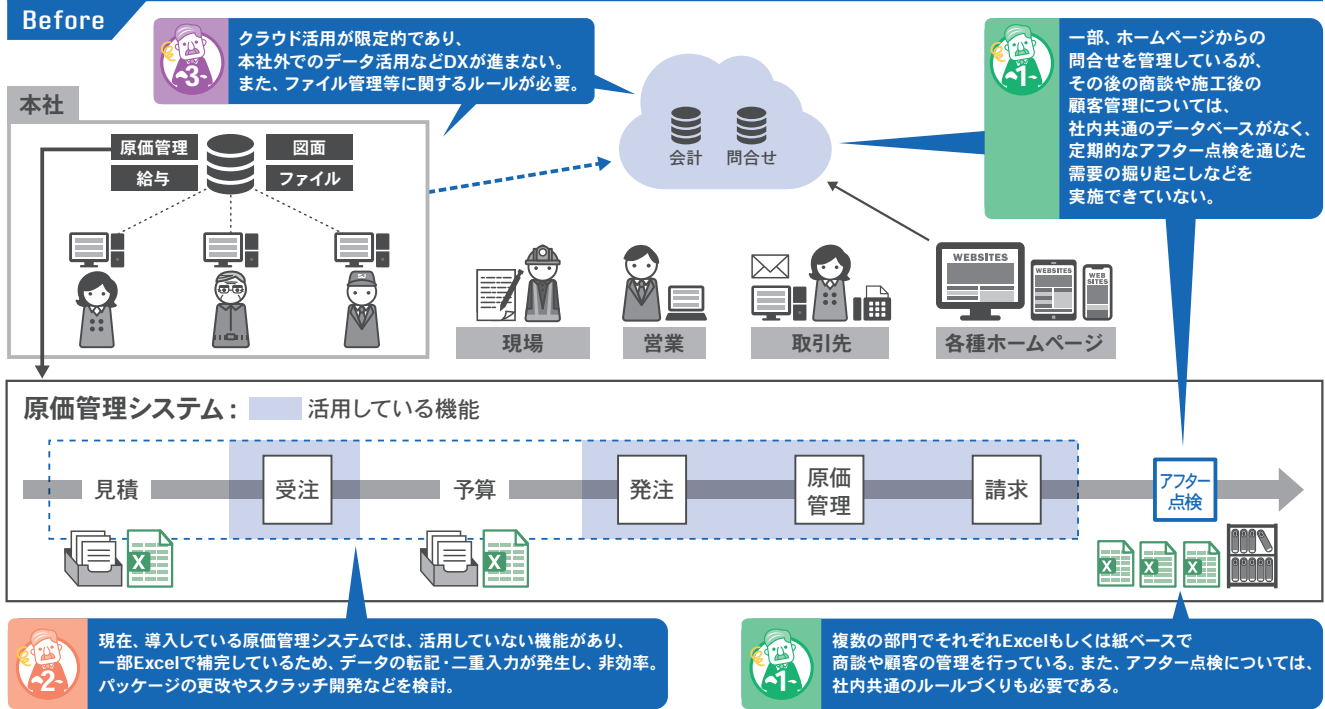 Before
~3~
クラウド活用が限定的であり、
本社外でのデータ活用などDXが進まない。
また、ファイル管理等に関するルールが必要。
~1~
一部、ホームページからの
問合せを管理しているが、
その後の商談や施工後の
顧客管理については、
社内共通のデータベースがなく、
定期的なアフター点検を通じた
需要の掘り起こしなどを
実施できていない。
本社
原価管理
図面
給与
ファイル
会計
問合せ
WEBSITES
WEBSITES
WEB
SITES
現場
営業
取引先
各種ホームページ
原価管理システム:
活用している機能
見積
受注
予算
発注
原価
管理
請求
アフター
点検
X
X
X
X
X
~2~
現在、導入している原価管理システムでは、活用していない機能があり、
一部Excelで補完しているため、データの転記・二重入力が発生し、非効率。
パッケージの更改やスクラッチ開発などを検討。
~1~
複数の部門でそれぞれExcelもしくは紙ベースで
商談や顧客の管理を行っている。また、アフター点検については、
社内共通のルールづくりも必要である。